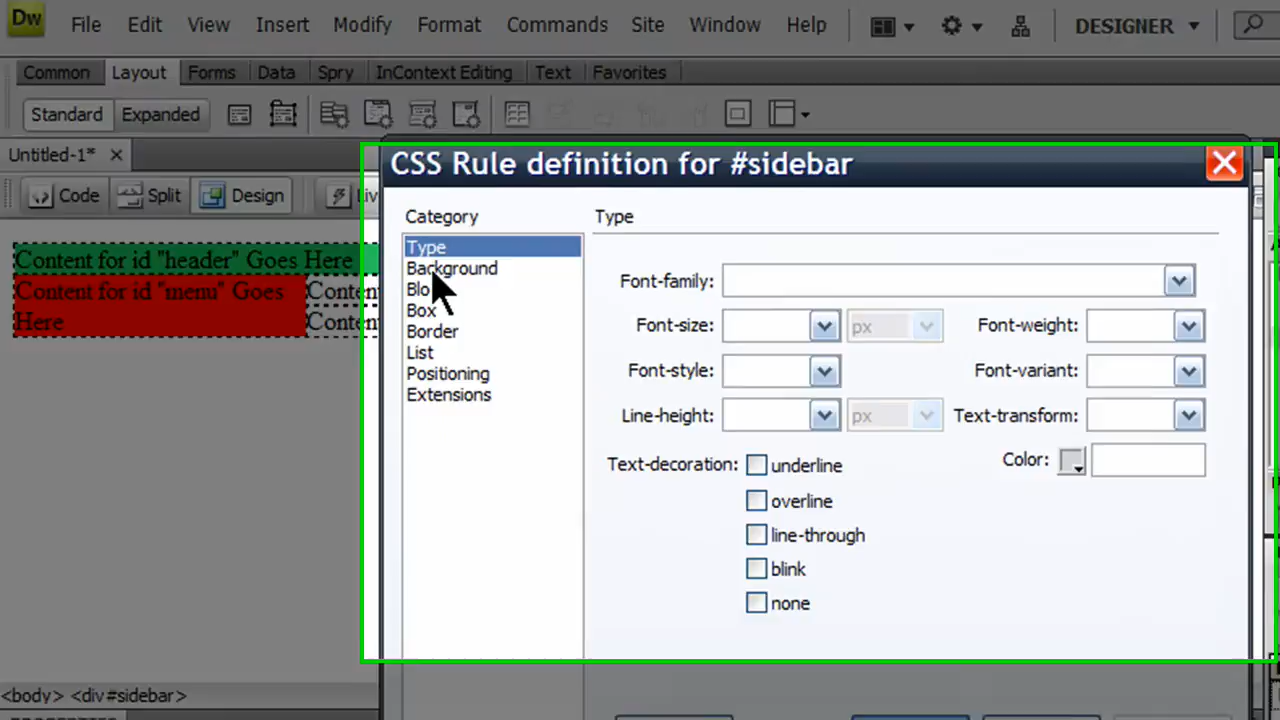 Dw File Edit View Insert Modify Format Commands Site Window Help DESIGNER
Common Layout Forms Data Spry InContext Editing Text Favorites
Standard Expanded
Untitled-1*
Code Split Design
CSS Rule definition for #sidebar
Category
Type
Background
Box
Border
List
Positioning
Extensions
Type
Font-family:
Font-size: px Font-weight:
Font-style: Font-variant:
Line-height: px Text-transform:
Text-decoration: underline Color:
overline
line-through
blink
none
Content for id "header" Goes Here
Content for id "menu" Goes
Here
<body> <div#sidebar>